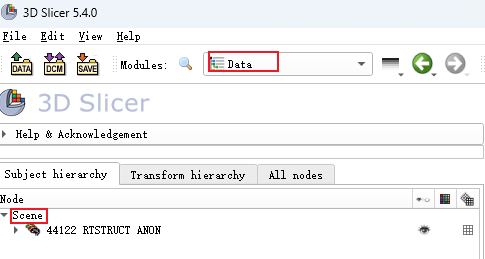 3D Slicer 5.4.0
File Edit View Help
DATA DCM SAVE Modules: Data
3D Slicer
Help & Acknowledgement
Subject hierarchy Transform hierarchy All nodes
Node
Scene
44122 RTSTRUCT ANON